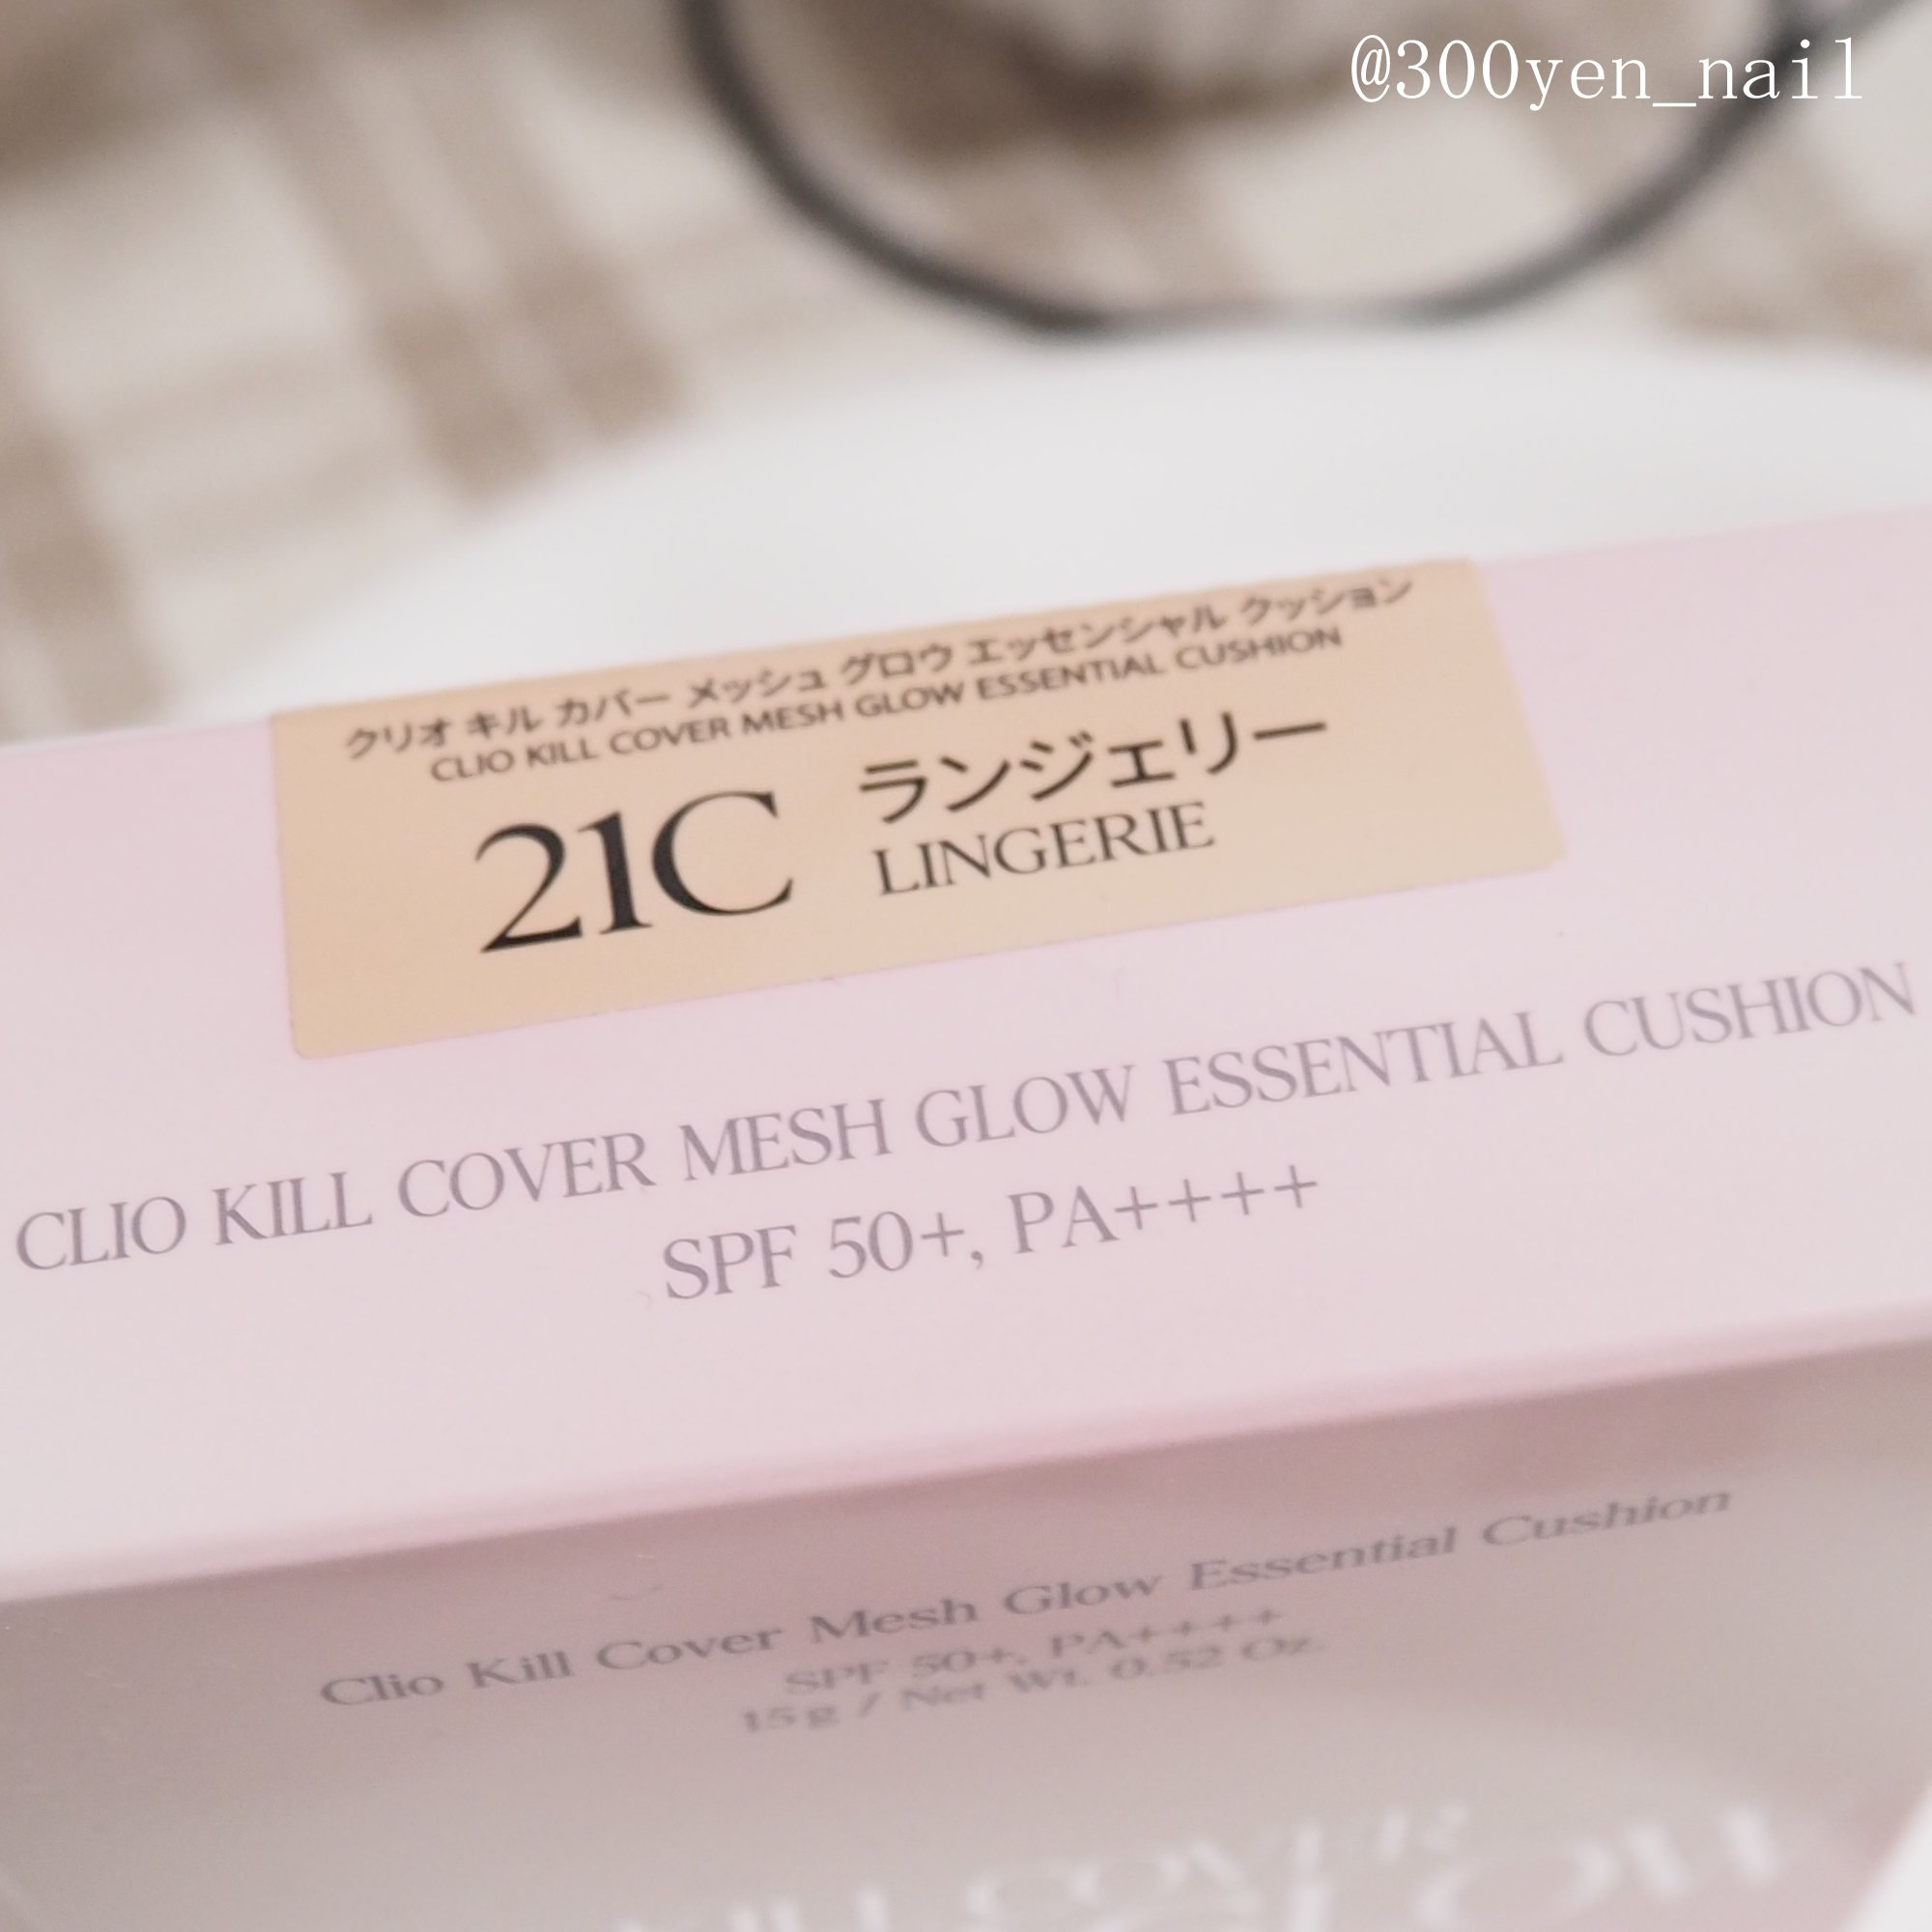 @300yen_nail
クリオ キル カバー メッシュ グロウ エッセンシャル クッション
CLIO KILL COVER MESH GLOW ESSENTIAL CUSHION
21C ランジェリー
LINGERIE
CLIO KILL COVER MESH GLOW ESSENTIAL CUSHION
SPF 50+, PA++++
Clio Kill Cover Mesh Glow Essential Cushion
SPF 50+, PA++++
15g / Net Wt. 0.52 Oz.
COVER